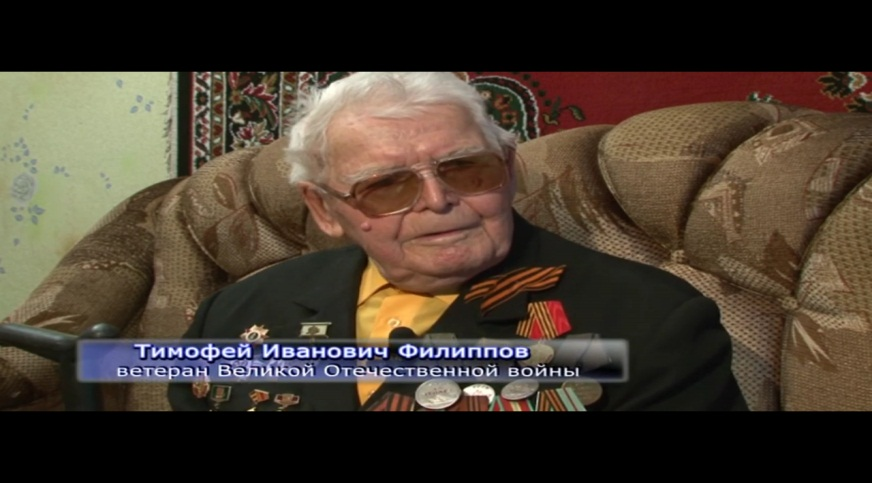 Тимофей Иванович Филиппов
ветеран Великой Отечественной войны